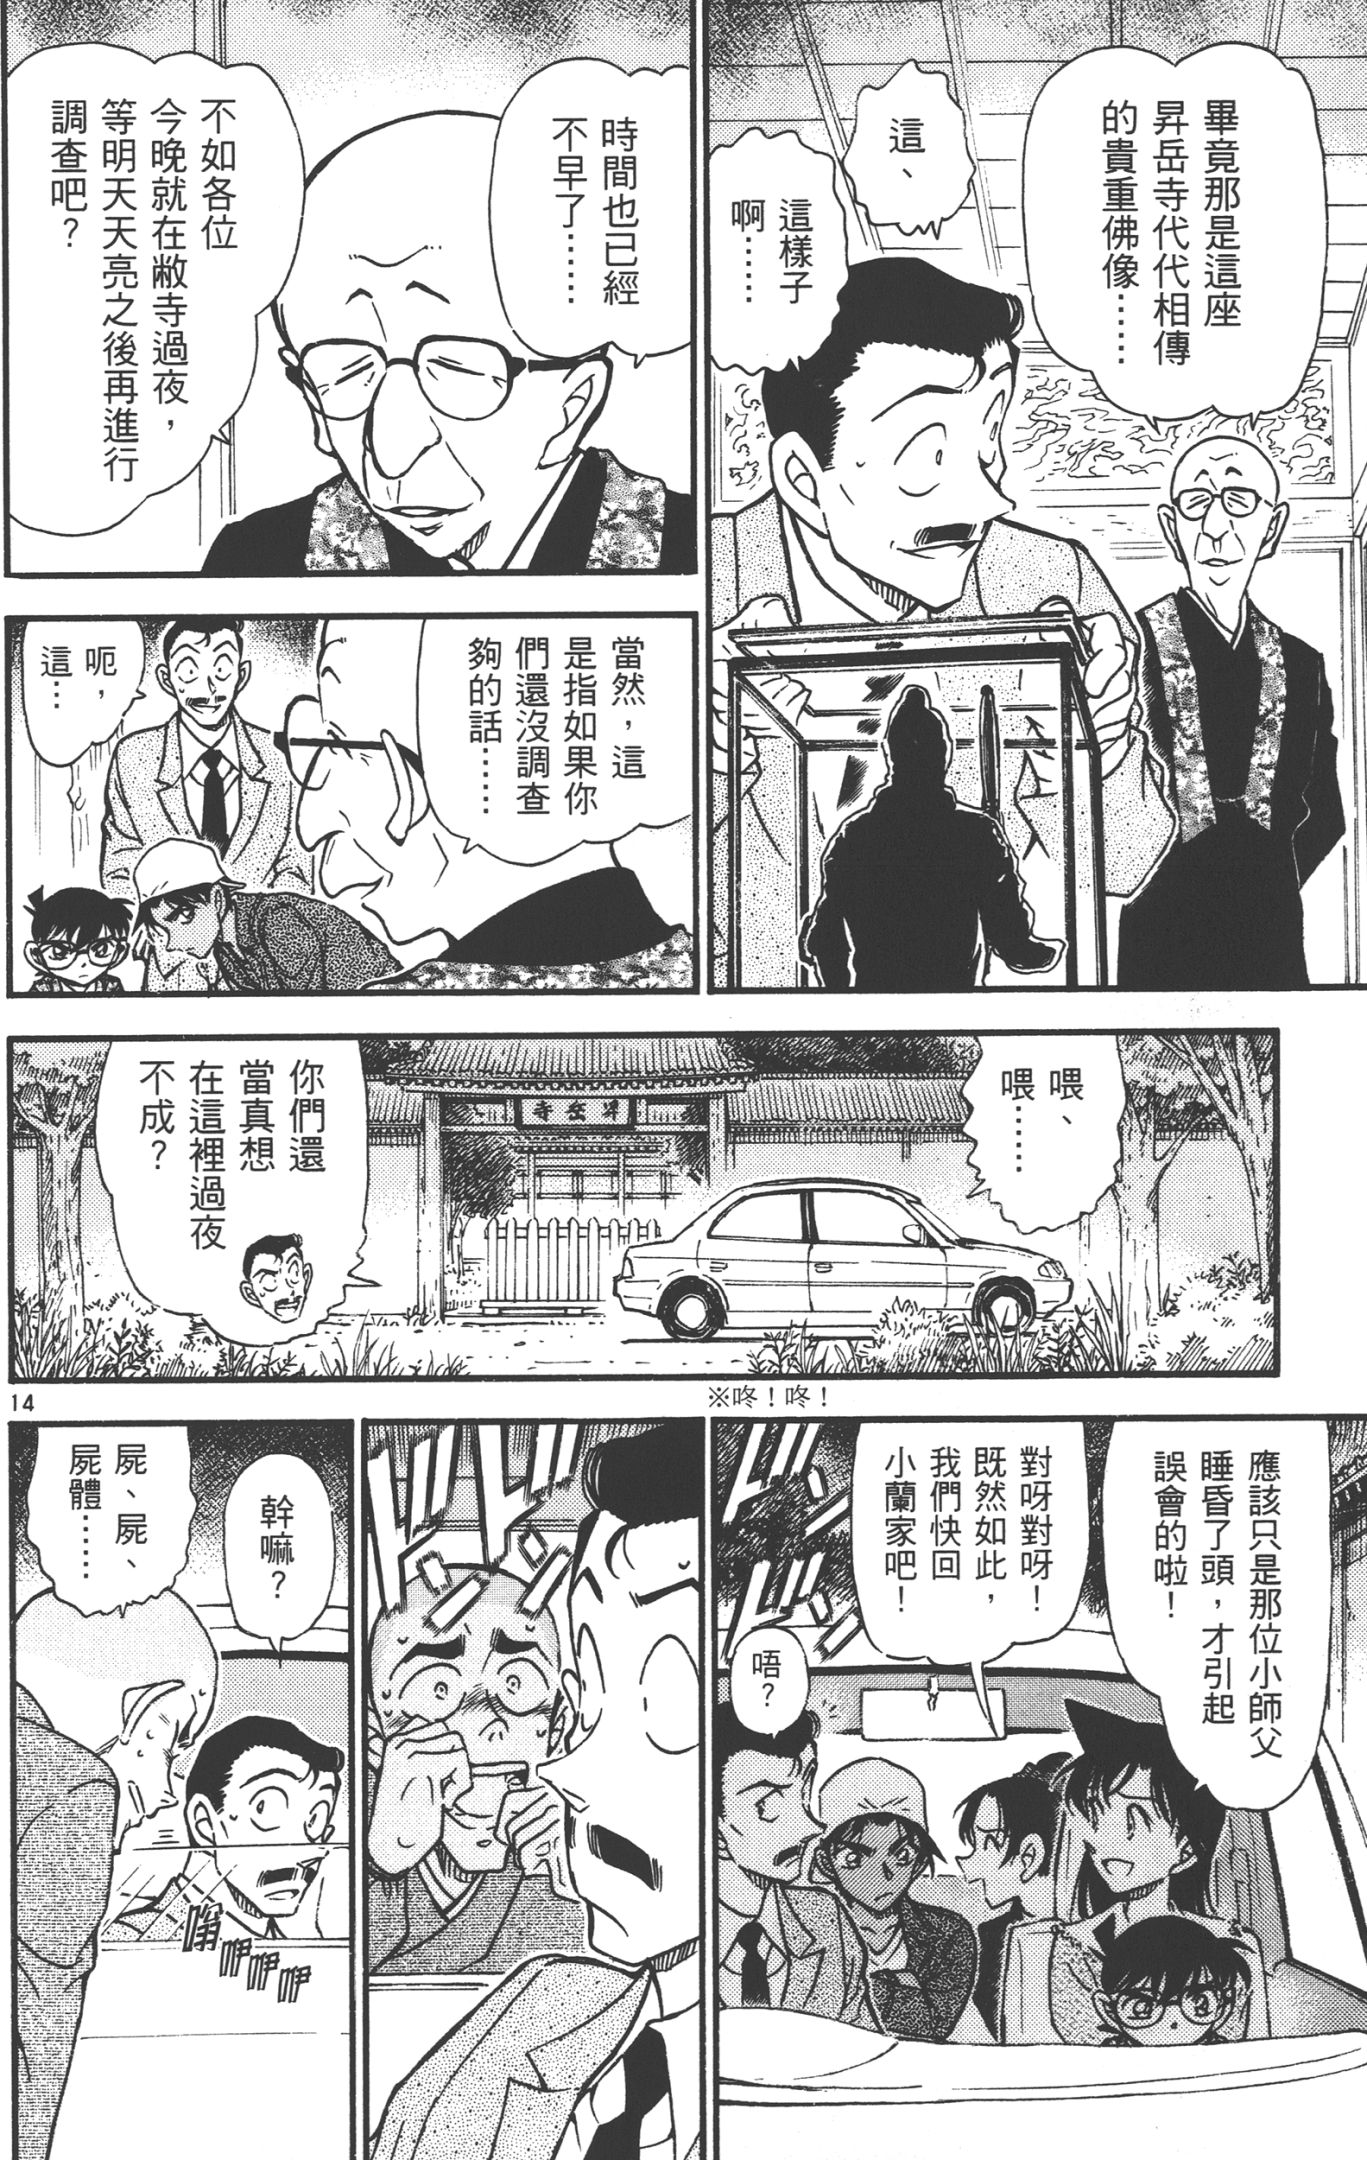 畢竟那是這座
昇岳寺代代相傳
的貴重佛像……
這、
這樣子
啊……
時間也已經
不早了……
不如各位
今晚就在敝寺過夜，
等明天天亮之後再進行
調查吧？
當然，這
是指如果你
們還沒調查
夠的話……
呃，
這…
喂、
喂……
你們還
當真想
在這裡過夜
不成？
14
※咚！咚！
應該只是那位小師父
睡昏了頭，才引起
誤會的啦！
對呀對呀！
既然如此，
我們快回
小蘭家吧！
唔？
幹嘛？
屍、屍、
屍體……
嗡
咿咿咿